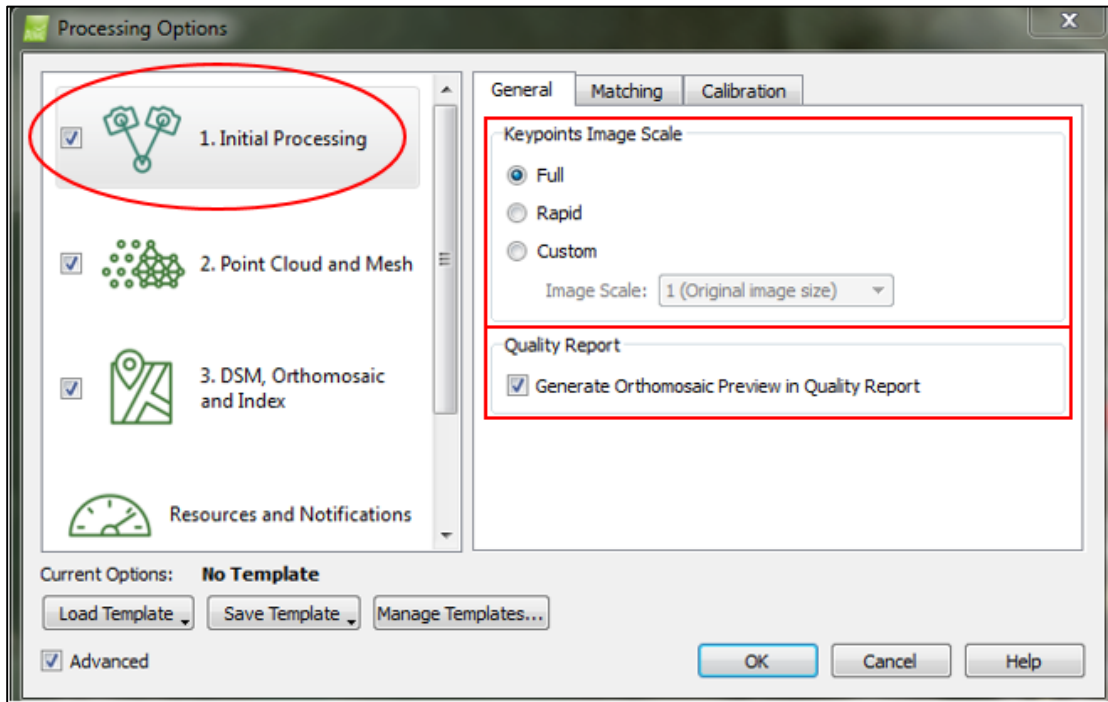 Processing Options
1. Initial Processing
2. Point Cloud and Mesh
3. DSM, Orthomosaic
and Index
Resources and Notifications
General Matching Calibration
Keypoints Image Scale
Full
Rapid
Custom
Image Scale: 1 (Original image size)
Quality Report
Generate Orthomosaic Preview in Quality Report
Current Options: No Template
Load Template Save Template Manage Templates...
Advanced
OK Cancel Help